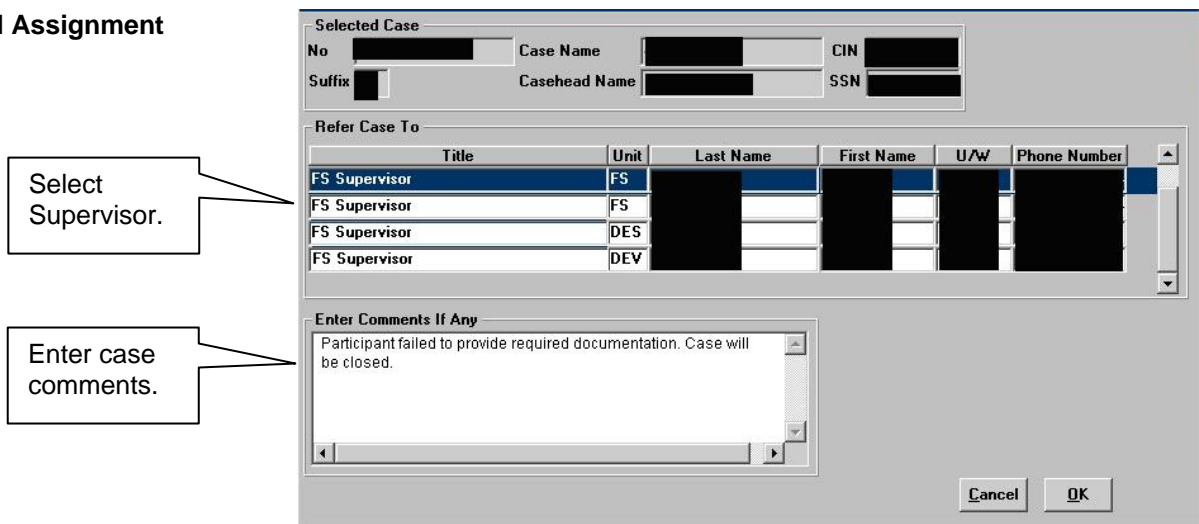 Assignment
Selected Case
No Case Name CIN
Suffix Casehead Name SSN
Refer Case To
Title Unit Last Name First Name U/W Phone Number
FS Supervisor FS
FS Supervisor FS
FS Supervisor DES
FS Supervisor DEV
Select
Supervisor.
Enter Comments If Any
Participant failed to provide required documentation. Case will
be closed.
Enter case
comments.
Cancel OK